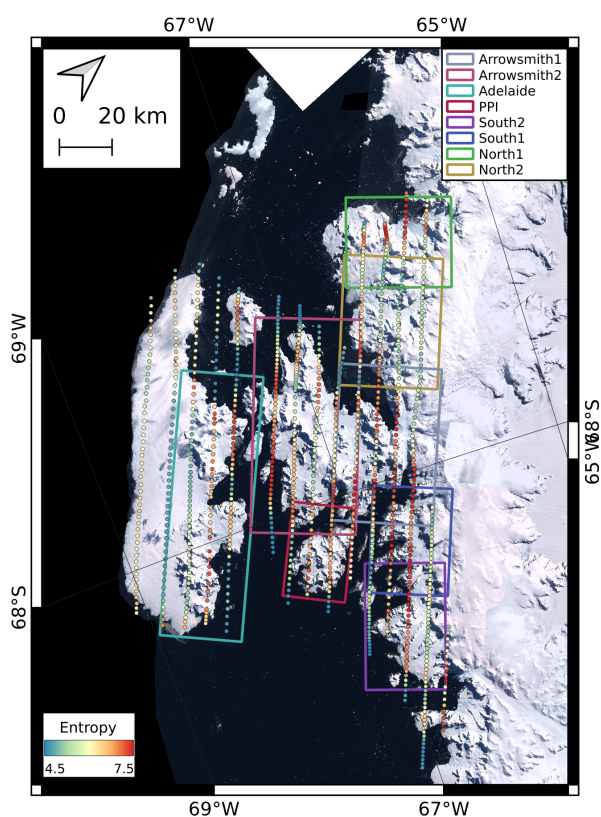 67°W
65°W
0 20 km
Arrowsmith1
Arrowsmith2
Adelaide
PPI
South2
South1
North1
North2
69°W
68°S
65°W
68°S
Entropy
4.5 7.5
69°W
67°W